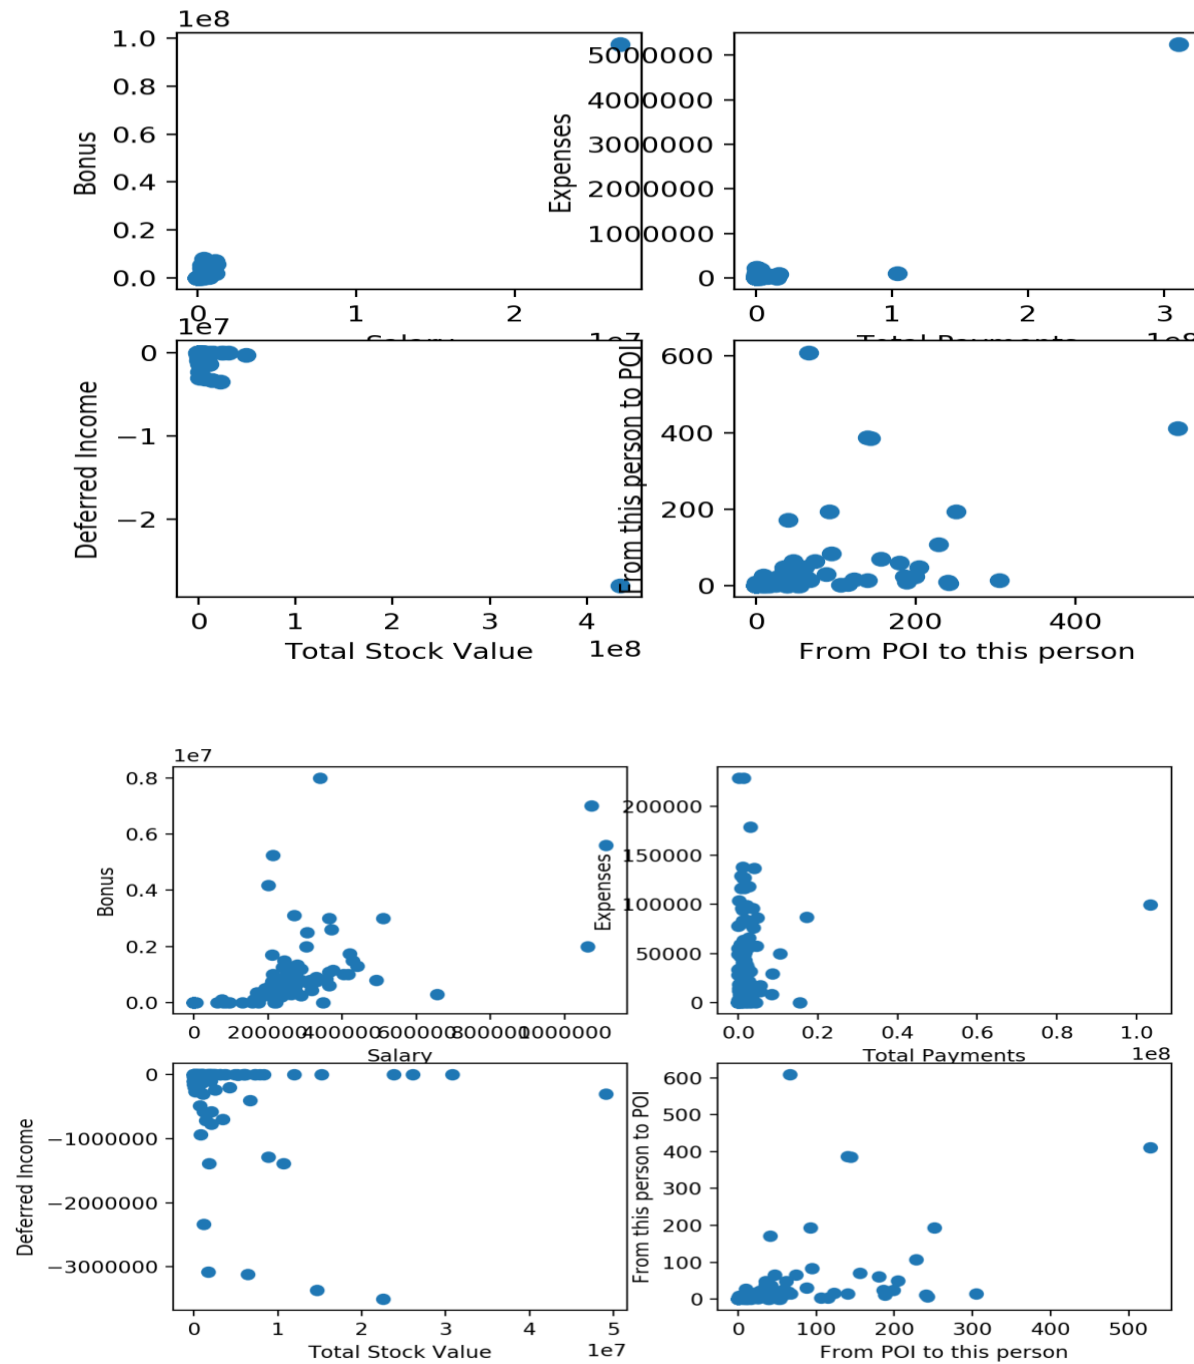 1e8
1.0
0.8
0.6
0.4
0.2
0.0
Bonus
0 1 2
Salary
1e7
5000000
4000000
3000000
2000000
1000000
0
Expenses
0 1 2 3
Total Payments
1e8
1e7
0
−1
−2
Deferred Income
0 1 2 3 4
Total Stock Value
1e8
600
400
200
0
From this person to POI
0 200 400
From POI to this person
1e7
0.8
0.6
0.4
0.2
0.0
Bonus
0 200000 400000 600000 800000 1000000
Salary
200000
150000
100000
50000
0
Expenses
0.0 0.2 0.4 0.6 0.8 1.0
Total Payments
1e8
0
−1000000
−2000000
−3000000
Deferred Income
0 1 2 3 4 5
Total Stock Value
1e7
600
500
400
300
200
100
0
From this person to POI
0 100 200 300 400 500
From POI to this person